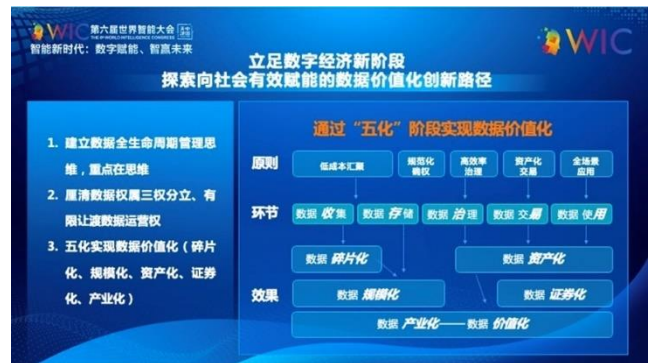 WIC 第六届世界智能大会
THE 6th WORLD INTELLIGENCE CONGRESS
智能新时代：数字赋能、智赢未来
WIC
立足数字经济新阶段
探索向社会有效赋能的数据价值化创新路径
1. 建立数据全生命周期管理思
维，重点在思维
2. 厘清数据权属三权分立、有
限让渡数据运营权
3. 五化实现数据价值化（碎片
化、规模化、资产化、证券
化、产业化）
通过“五化”阶段实现数据价值化
原则
低成本汇聚
规范化
确权
高效率
治理
资产化
交易
全场景
应用
环节
数据 收集
数据 存储
数据 治理
数据 交易
数据 使用
效果
数据 碎片化
数据 资产化
数据 规模化
数据 证券化
数据 产业化——数据 价值化